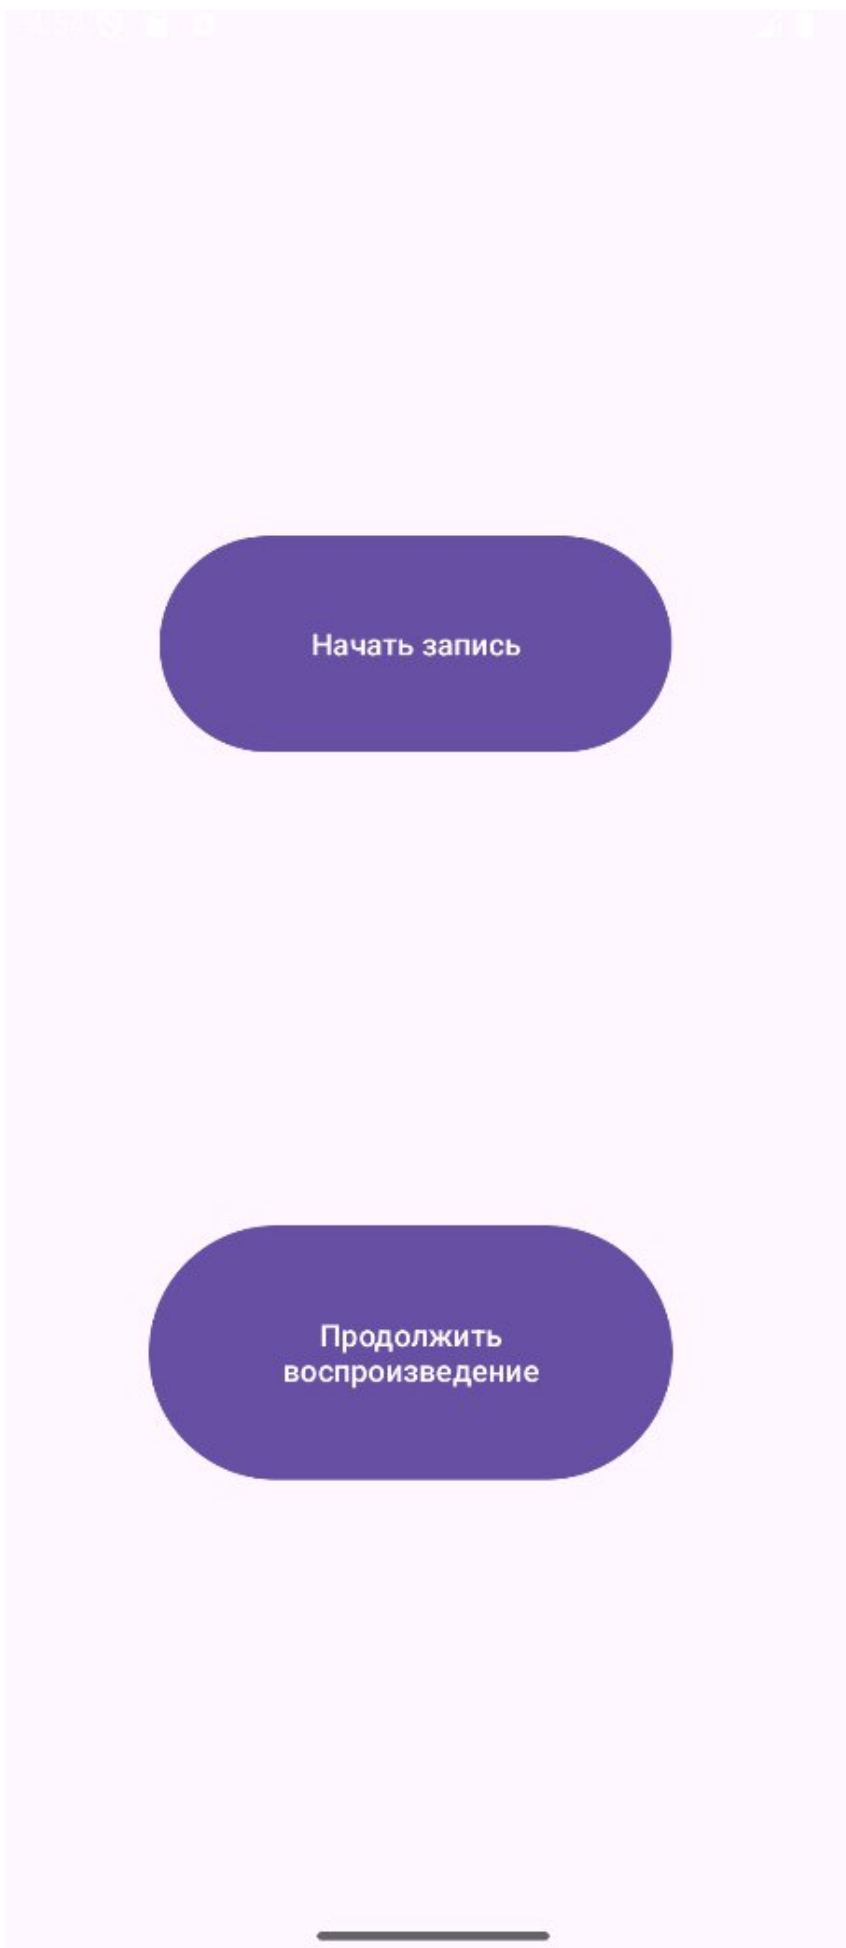 Начать запись
Продолжить
воспроизведение